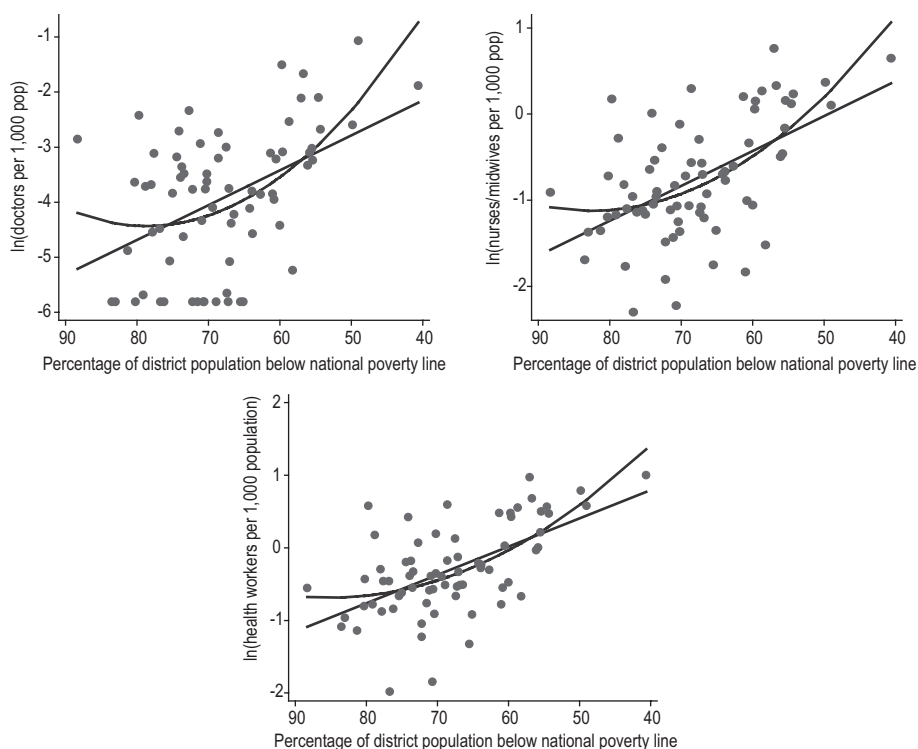 ln(doctors per 1,000 pop)
-1
-2
-3
-4
-5
-6
90 80 70 60 50 40
Percentage of district population below national poverty line
ln(nurses/midwives per 1,000 pop)
1
0
-1
-2
90 80 70 60 50 40
Percentage of district population below national poverty line
ln(health workers per 1,000 population)
2
1
0
-1
-2
90 80 70 60 50 40
Percentage of district population below national poverty line